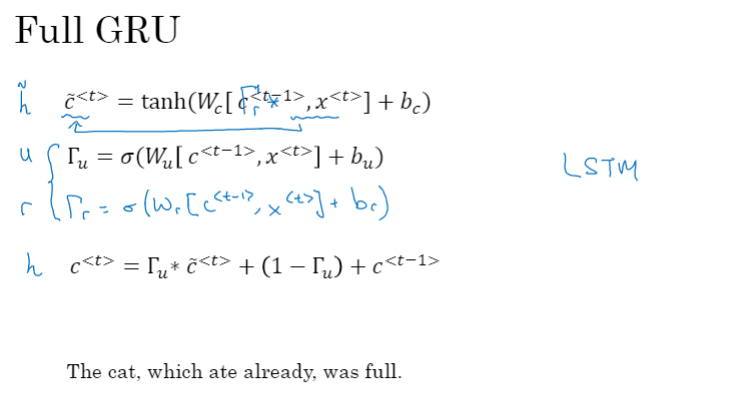 Full GRU
h̃ c̃<t> = tanh(Wc[ Γr * c<t−1>, x<t>] + bc)
u Γu = σ(Wu[ c<t−1>, x<t>] + bu)
LSTM
r Γr = σ(Wr[ c<t−1>, x<t>] + br)
h c<t> = Γu * c̃<t> + (1 − Γu) + c<t−1>
The cat, which ate already, was full.